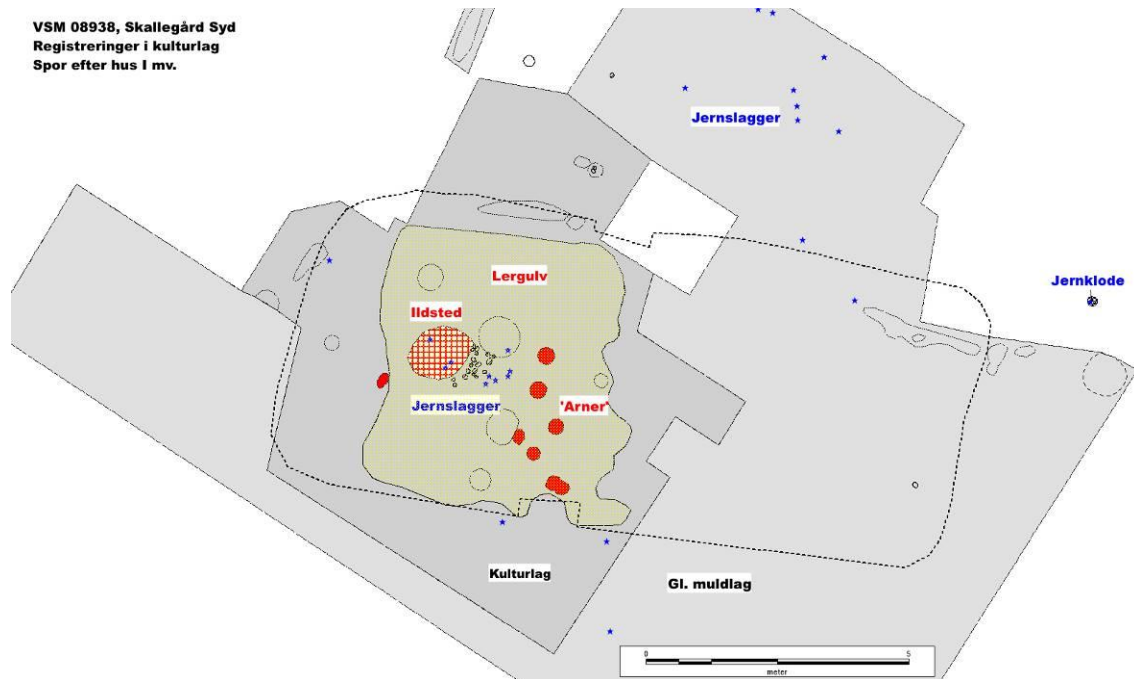 VSM 08938, Skallegård Syd
Registreringer i kulturlag
Spor efter hus I mv.
Jernslagger
Lergulv
Jernklode
Ildsted
Jernslagger
'Arner'
Kulturlag
Gl. muldlag
0 5
meter